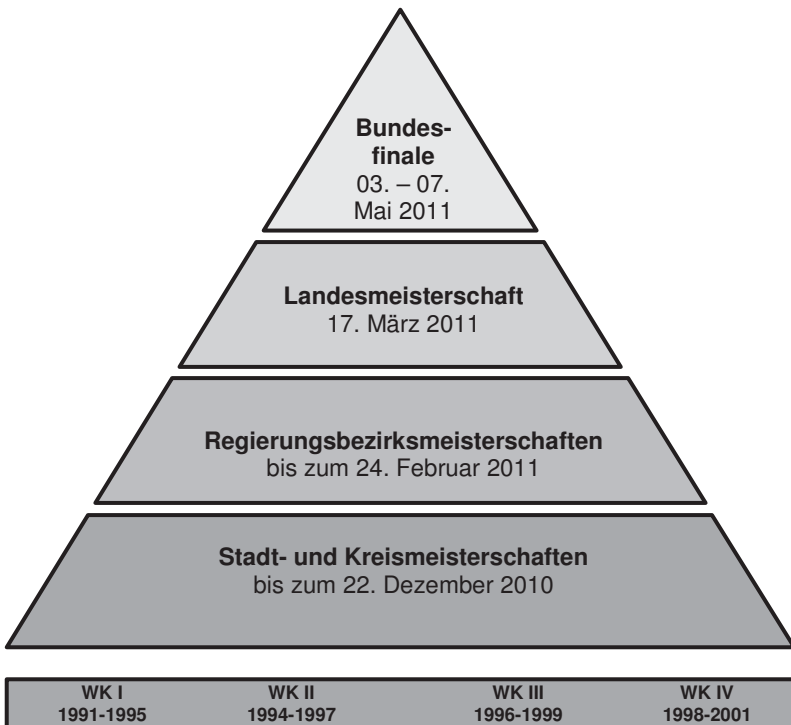 Bundes-
finale
03. – 07.
Mai 2011
Landesmeisterschaft
17. März 2011
Regierungsbezirksmeisterschaften
bis zum 24. Februar 2011
Stadt- und Kreismeisterschaften
bis zum 22. Dezember 2010
WK I WK II WK III WK IV
1991-1995 1994-1997 1996-1999 1998-2001